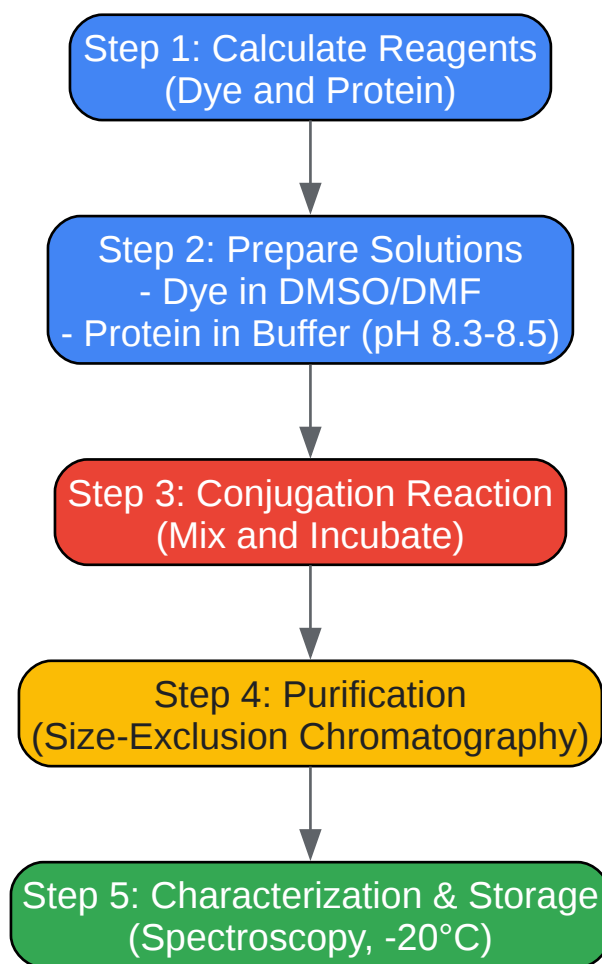 Step 1: Calculate Reagents
(Dye and Protein)
Step 2: Prepare Solutions
- Dye in DMSO/DMF
- Protein in Buffer (pH 8.3-8.5)
Step 3: Conjugation Reaction
(Mix and Incubate)
Step 4: Purification
(Size-Exclusion Chromatography)
Step 5: Characterization & Storage
(Spectroscopy, -20°C)